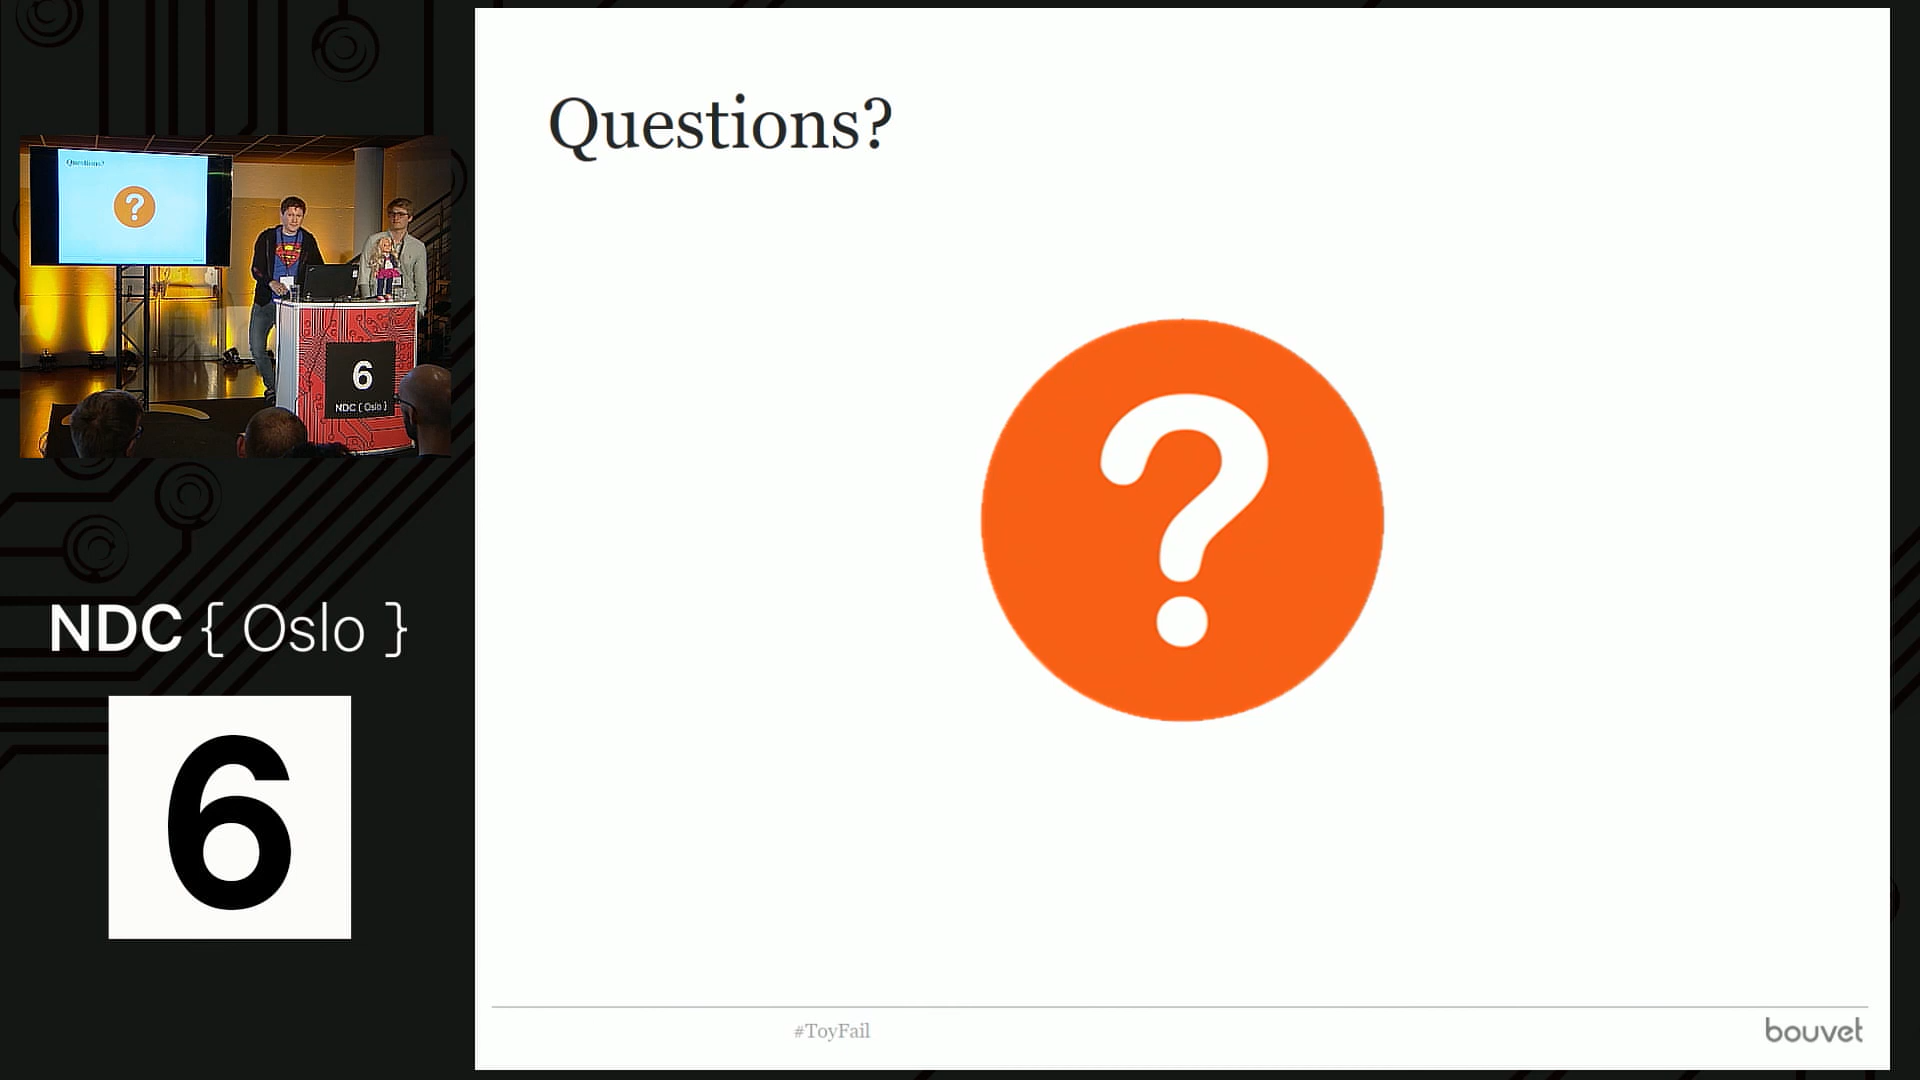 Questions?
?
6
NDC { Oslo }
NDC { Oslo }
6
Questions?
?
#ToyFail
bouvet